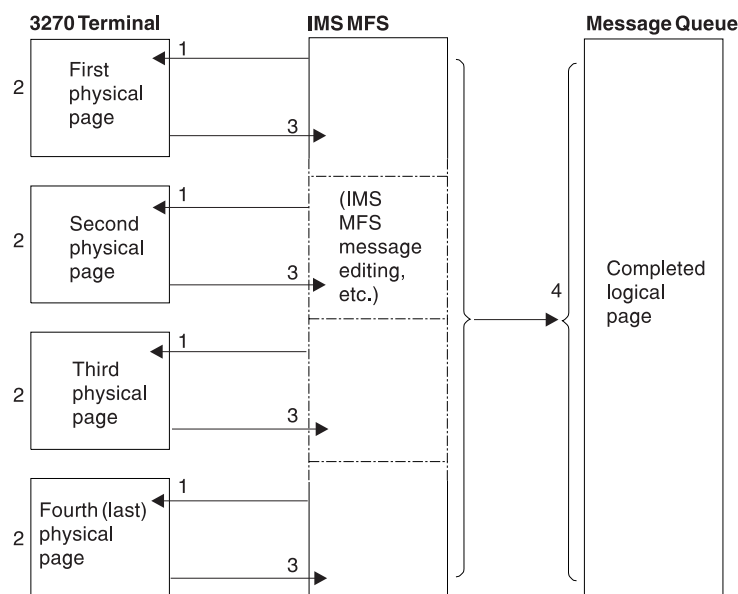 3270 Terminal
IMS MFS
Message Queue
1
First
physical
page
2
3
1
Second
physical
page
2
3
(IMS
MFS
message
editing,
etc.)
1
Third
physical
page
2
3
1
Fourth (last)
physical
page
2
3
4
Completed
logical
page